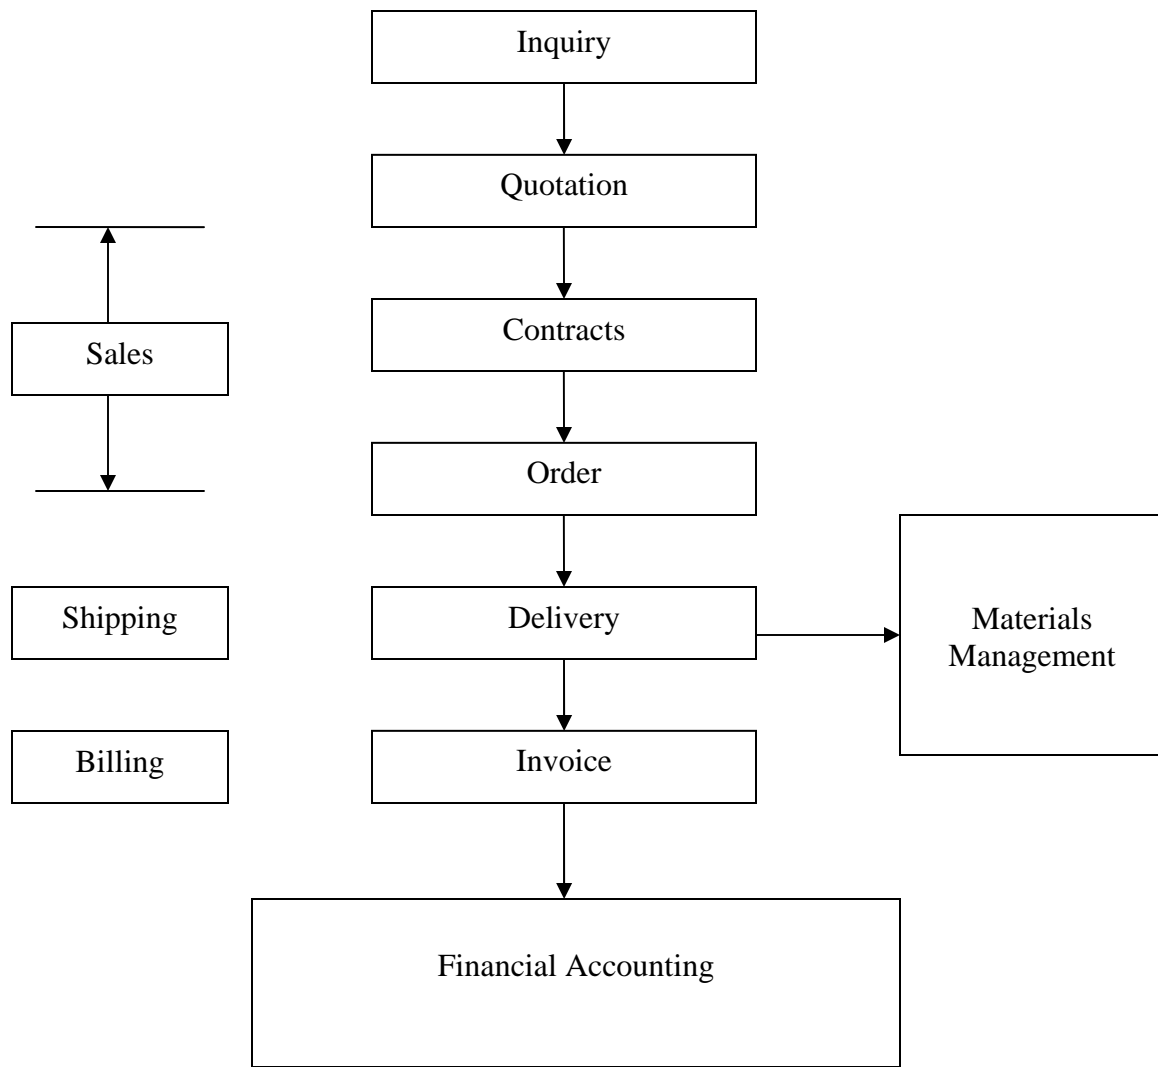 Inquiry
Quotation
Contracts
Sales
Order
Shipping
Delivery
Materials
Management
Billing
Invoice
Financial Accounting